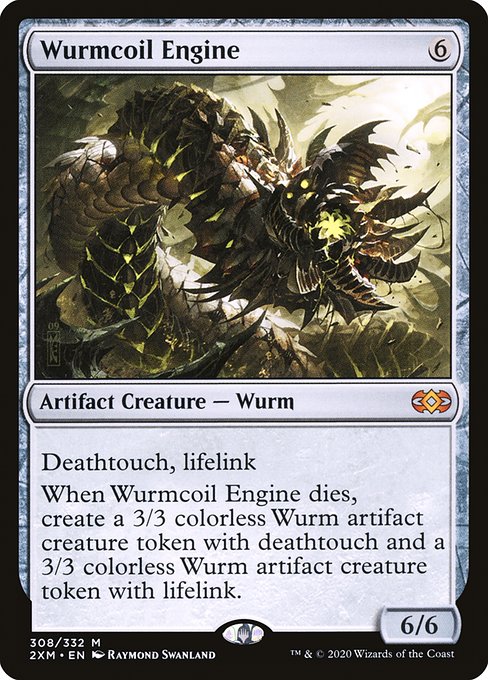 Wurmcoil Engine 6
Artifact Creature — Wurm
Deathtouch, lifelink
When Wurmcoil Engine dies,
create a 3/3 colorless Wurm artifact
creature token with deathtouch and a
3/3 colorless Wurm artifact creature
token with lifelink.
6/6
308/332 M
2XM • EN Raymond Swanland
™ & © 2020 Wizards of the Coast